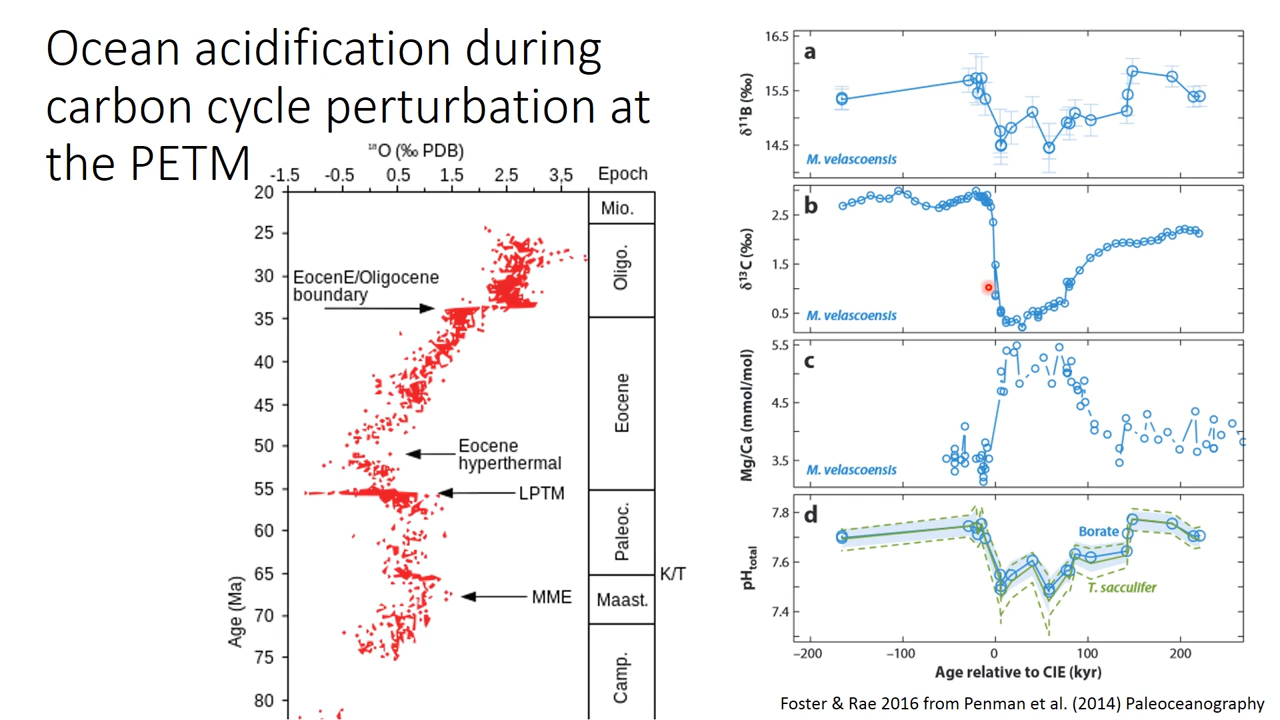 Ocean acidification during
carbon cycle perturbation at
the PETM
¹⁸O (‰ PDB)
-1.5 -0.5 0.5 1.5 2.5 3,5 Epoch
20
25
30
35
40
45
50
55
60
65
70
75
80
Age (Ma)
EocenE/Oligocene
boundary
Eocene
hyperthermal
LPTM
K/T
MME
Mio.
Oligo.
Eocene
Paleoc.
Maast.
Camp.
a
16.5
15.5
14.5
δ¹¹B (‰)
M. velascoensis
b
2.5
1.5
0.5
δ¹³C (‰)
M. velascoensis
c
5.5
4.5
3.5
Mg/Ca (mmol/mol)
M. velascoensis
d
7.8
7.6
7.4
pHtotal
Borate
T. sacculifer
−200 −100 0 100 200
Age relative to CIE (kyr)
Foster & Rae 2016 from Penman et al. (2014) Paleoceanography